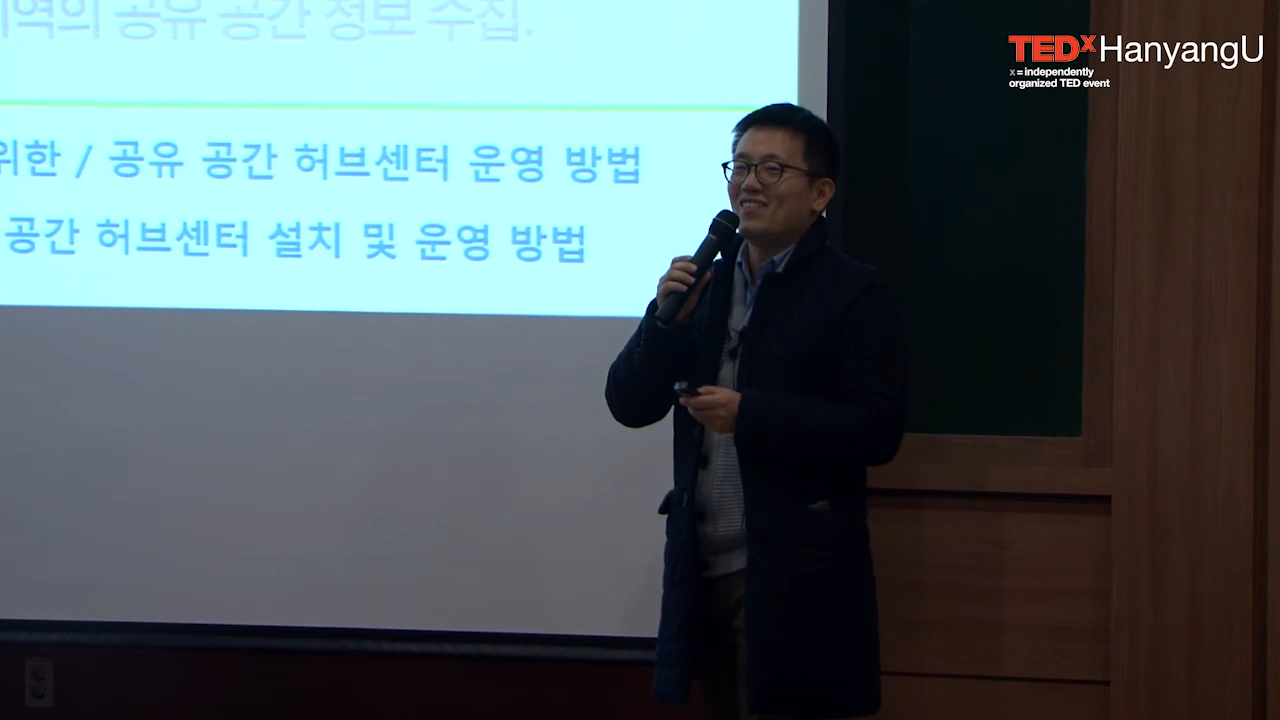 의 공유 공간 정보 수집.
위한 / 공유 공간 허브센터 운영 방법
공간 허브센터 설치 및 운영 방법
TEDxHanyangU
x = independently
organized TED event